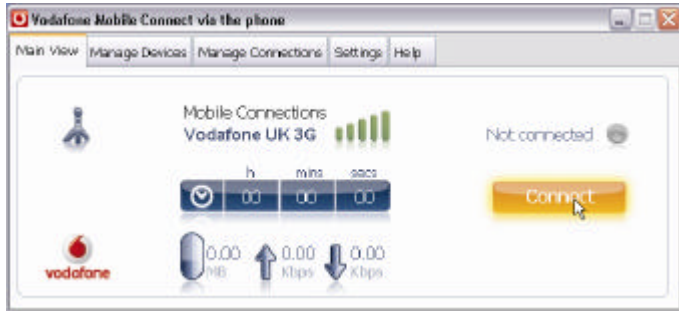 Vodafone Mobile Connect via the phone
Main View Manage Devices Manage Connections Settings Help
Mobile Connections
Vodafone UK 3G
Not connected
h mins secs
00 00 00
Connect
vodafone
0.00 MB 0.00 Kbps 0.00 Kbps